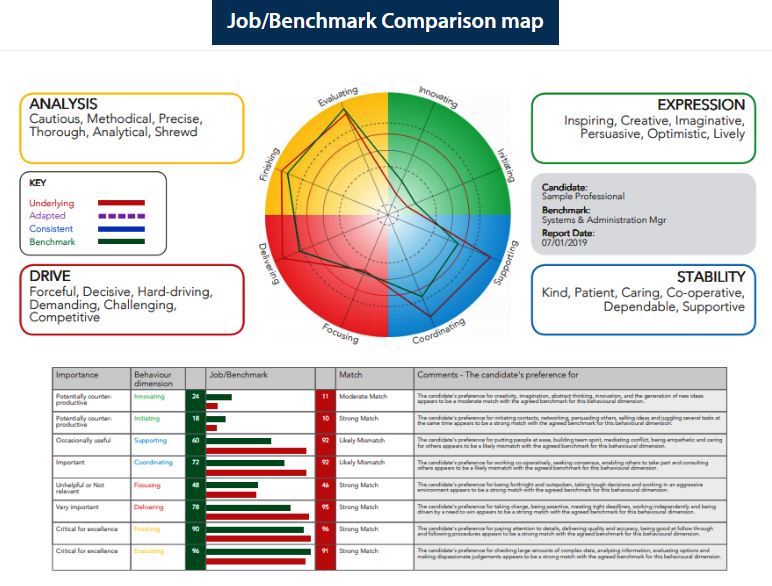 Job/Benchmark Comparison map
ANALYSIS
Cautious, Methodical, Precise,
Thorough, Analytical, Shrewd
EXPRESSION
Inspiring, Creative, Imaginative,
Persuasive, Optimistic, Lively
Evaluating
Innovating
Finishing
Initiating
Delivering
Supporting
Focusing
Coordinating
KEY
Underlying
Adapted
Consistent
Benchmark
Candidate:
Sample Professional
Benchmark:
Systems & Administration Mgr
Report Date:
07/01/2019
DRIVE
Forceful, Decisive, Hard-driving,
Demanding, Challenging,
Competitive
STABILITY
Kind, Patient, Caring, Co-operative,
Dependable, Supportive
Importance Behaviour dimension Job/Benchmark Match Comments - The candidate's preference for
Potentially counter-productive Innovating 24 11 Moderate Match The candidate's preference for creativity, imagination, abstract thinking, innovation, and the generation of new ideas
appears to be a moderate match with the agreed benchmark for this behavioural dimension.
Potentially counter-productive Initiating 18 10 Strong Match The candidate's preference for initiating contacts, networking, persuading others, selling ideas and juggling several tasks at
the same time appears to be a strong match with the agreed benchmark for this behavioural dimension.
Occasionally useful Supporting 60 92 Likely Mismatch The candidate's preference for putting people at ease, building team spirit, mediating conflict, being empathetic and caring
for others appears to be a likely mismatch with the agreed benchmark for this behavioural dimension.
Important Coordinating 72 92 Likely Mismatch The candidate's preference for working co-operatively, seeking consensus, enabling others to take part and consulting
others appears to be a likely mismatch with the agreed benchmark for this behavioural dimension.
Unhelpful or Not relevant Focusing 48 46 Strong Match The candidate's preference for being forthright and outspoken, taking tough decisions and working in an aggressive
environment appears to be a strong match with the agreed benchmark for this behavioural dimension.
Very important Delivering 78 95 Strong Match The candidate's preference for taking charge, being assertive, meeting tight deadlines, working independently and being
driven by a need to win appears to be a strong match with the agreed benchmark for this behavioural dimension.
Critical for excellence Finishing 90 96 Strong Match The candidate's preference for paying attention to details, delivering quality and accuracy, being good at follow through
and following procedures appears to be a strong match with the agreed benchmark for this behavioural dimension.
Critical for excellence Evaluating 96 91 Strong Match The candidate's preference for checking large amounts of complex data, analysing information, evaluating options and
making dispassionate judgements appears to be a strong match with the agreed benchmark for this behavioural dimension.